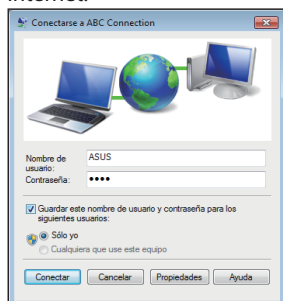 Internet.
Conectarse a ABC Connection
Nombre de
usuario:
ASUS
Contraseña:
••••
Guardar este nombre de usuario y contraseña para los
siguientes usuarios:
Sólo yo
Cualquiera que use este equipo
Conectar Cancelar Propiedades Ayuda